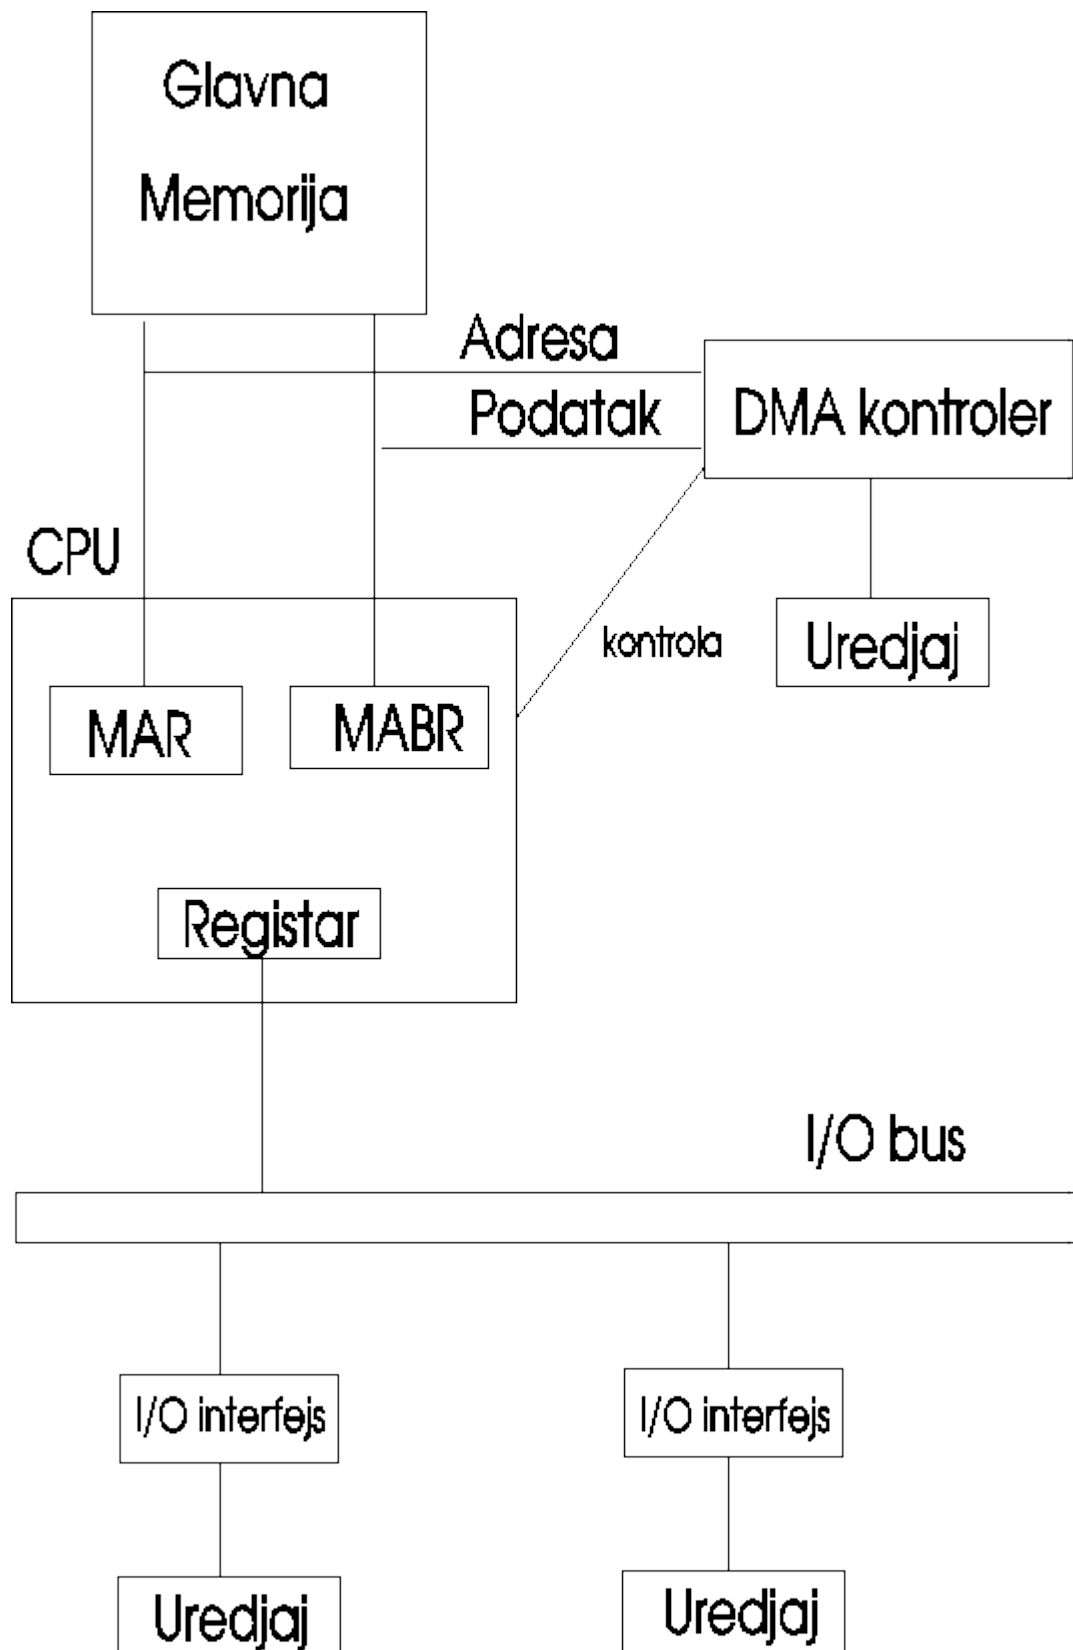 Glavna
Memorija
Adresa
Podatak
DMA kontroler
CPU
kontrola
Uredjaj
MAR
MABR
Registar
I/O bus
I/O interfejs
I/O interfejs
Uredjaj
Uredjaj